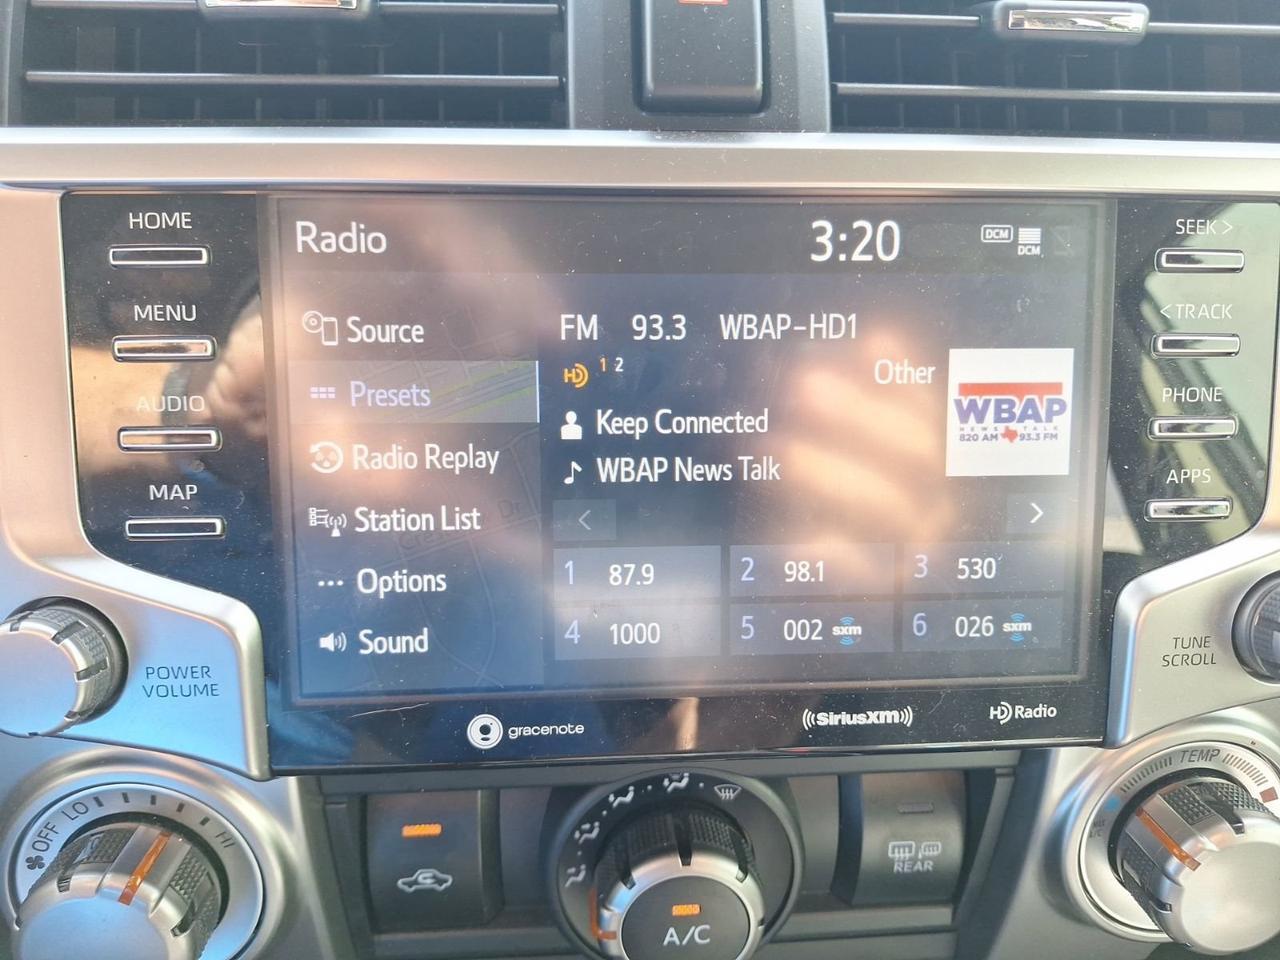 HOME
MENU
AUDIO
MAP
POWER
VOLUME
Radio
3:20
DCM
DCM
Source
Presets
Radio Replay
Station List
Options
Sound
FM 93.3 WBAP-HD1
HD 1 2
Other
Keep Connected
WBAP News Talk
WBAP
NEWS TALK
820 AM 93.3 FM
<
>
1 87.9
2 98.1
3 530
4 1000
5 002 sxm
6 026 sxm
SEEK >
< TRACK
PHONE
APPS
TUNE
SCROLL
g gracenote
((SiriusXM))
HD Radio
OFF LO HI
A/C
REAR
TEMP